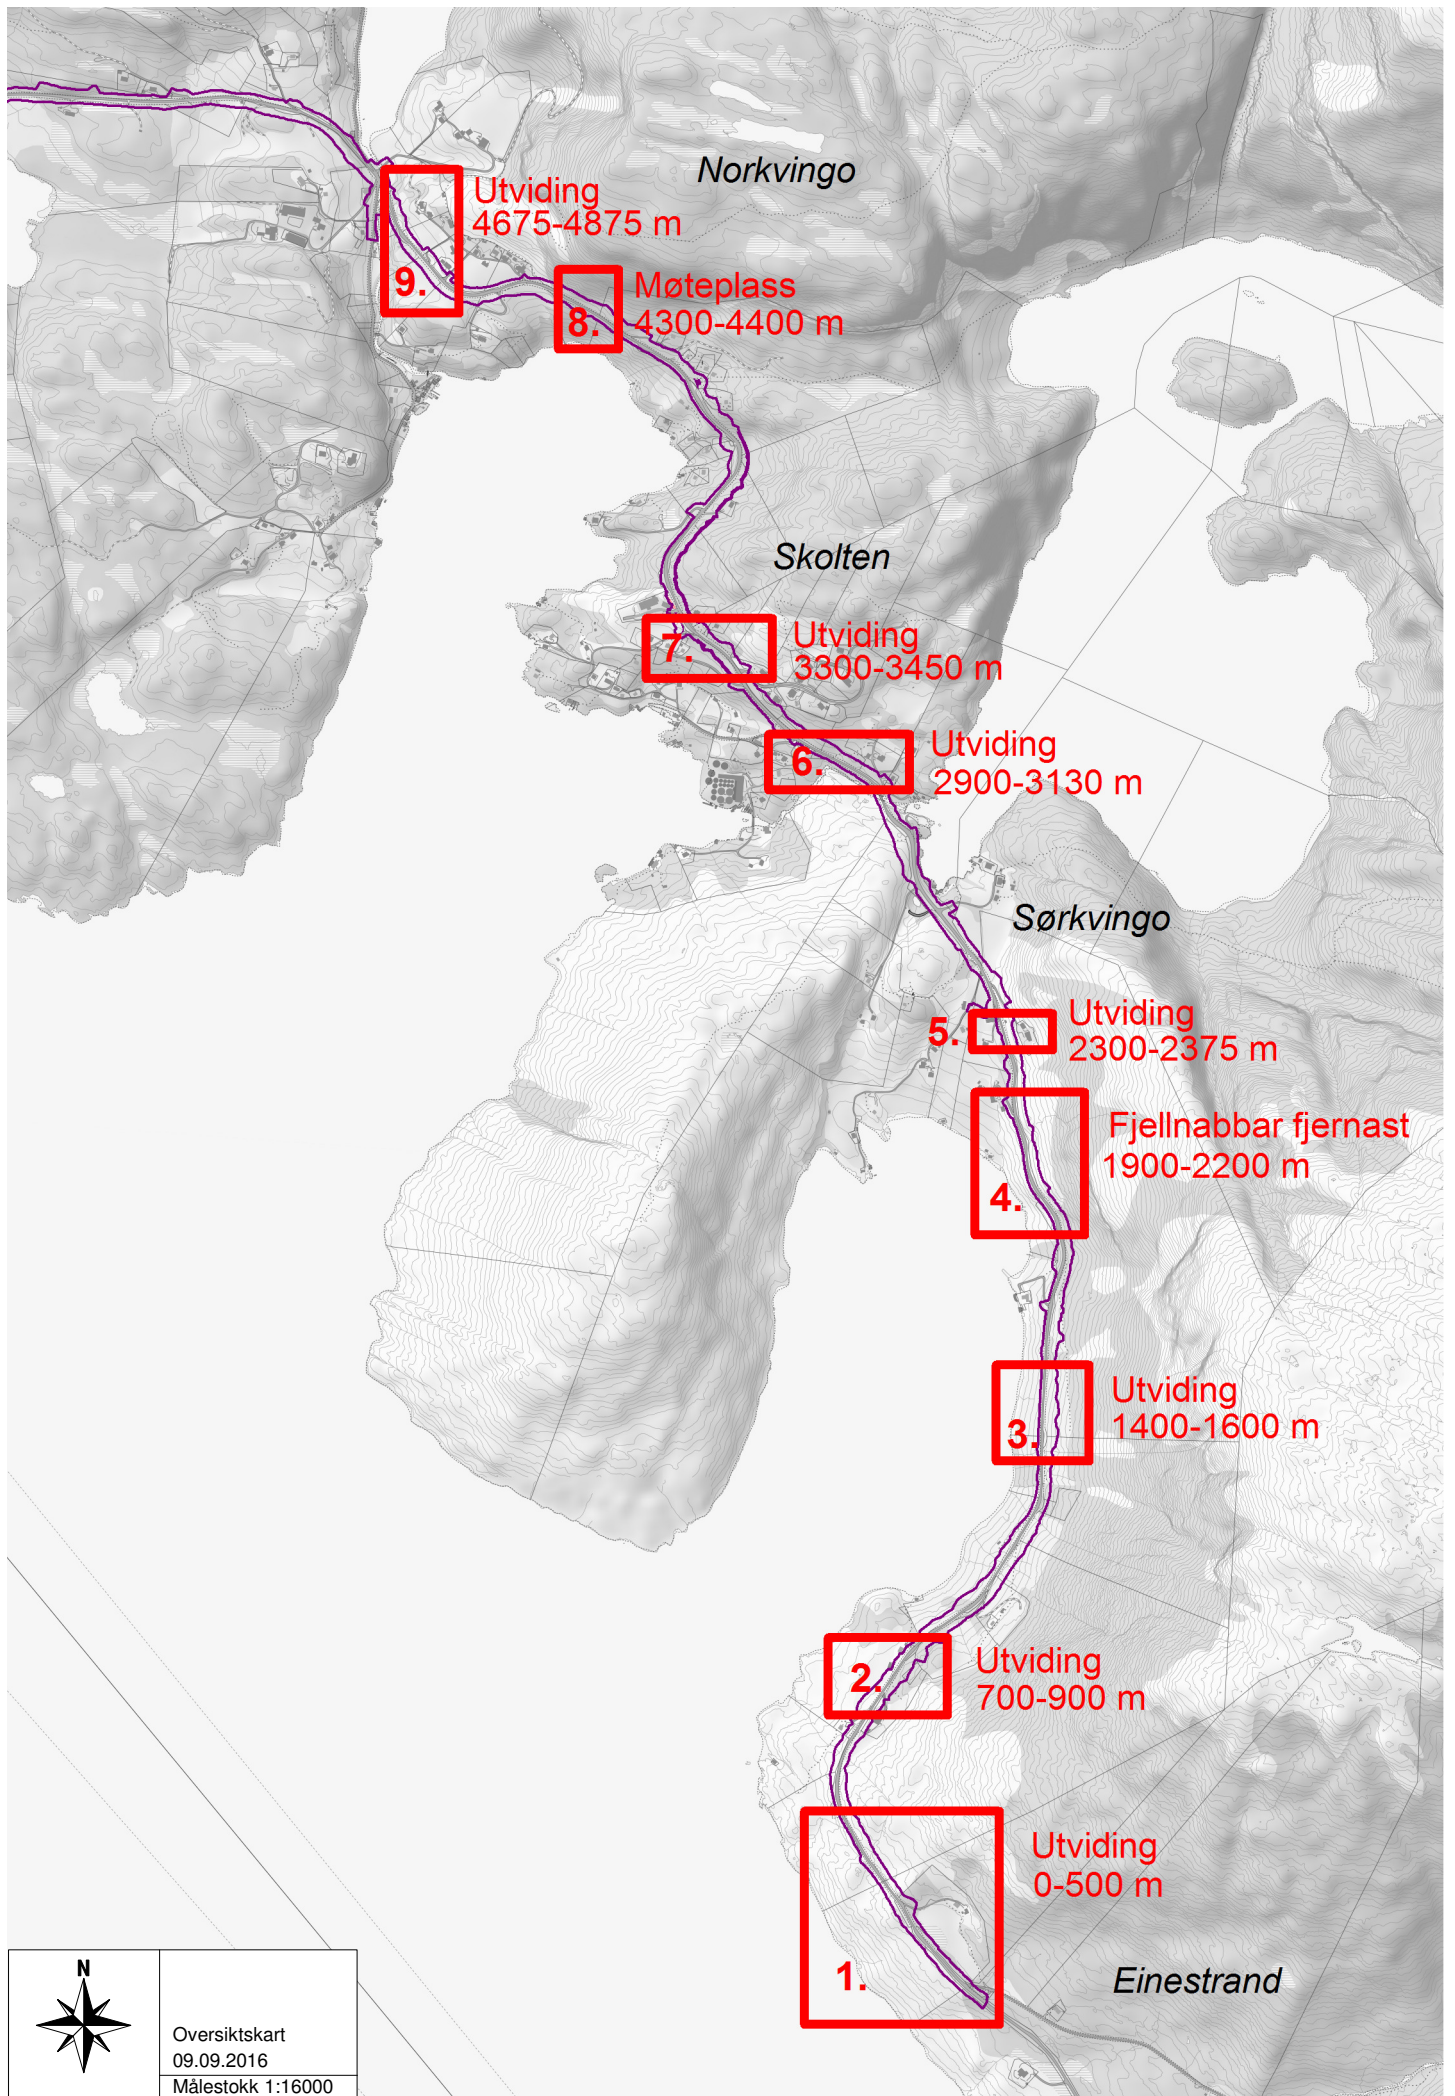 Norkvingo
Utviding
4675-4875 m
9.
Møteplass
4300-4400 m
8.
Skolten
7.
Utviding
3300-3450 m
6.
Utviding
2900-3130 m
Sørkvingo
5.
Utviding
2300-2375 m
Fjellnabbar fjernast
1900-2200 m
4.
Utviding
1400-1600 m
3.
Utviding
700-900 m
2.
Utviding
0-500 m
1.
Einestrand
N
Oversiktskart
09.09.2016
Målestokk 1:16000